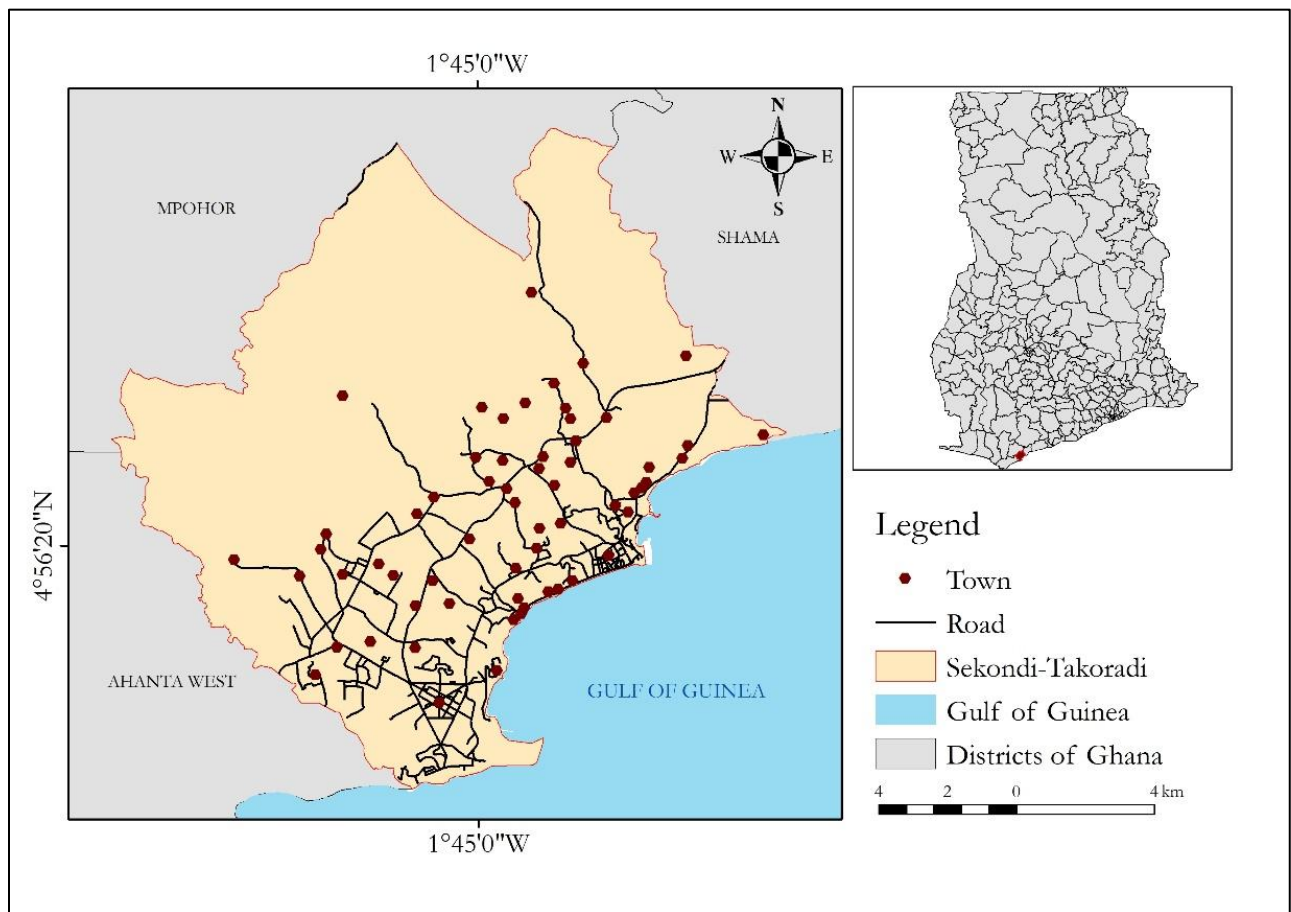 1°45'0"W
N
W
E
S
MPOHOR
SHAMA
4°56'20"N
AHANTA WEST
GULF OF GUINEA
1°45'0"W
Legend
Town
Road
Sekondi-Takoradi
Gulf of Guinea
Districts of Ghana
4 2 0 4 km